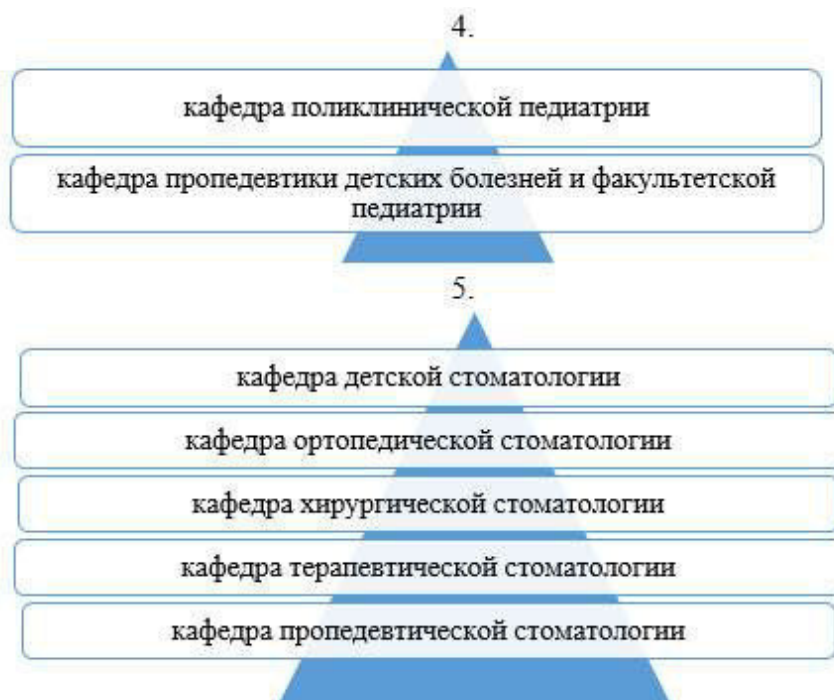 4.
кафедра поликлинической педиатрии
кафедра пропедевтики детских болезней и факультетской
педиатрии
5.
кафедра детской стоматологии
кафедра ортопедической стоматологии
кафедра хирургической стоматологии
кафедра терапевтической стоматологии
кафедра пропедевтической стоматологии